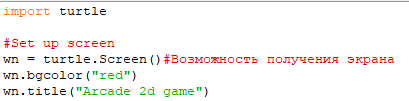 import turtle
#Set up screen
wn = turtle.Screen()#Возможность получения экрана
wn.bgcolor("red")
wn.title("Arcade 2d game")